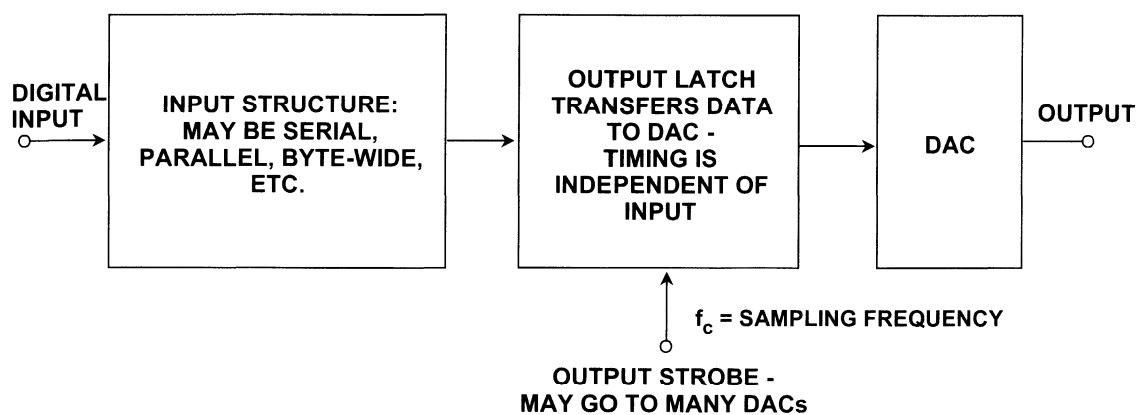 DIGITAL
INPUT
INPUT STRUCTURE:
MAY BE SERIAL,
PARALLEL, BYTE-WIDE,
ETC.
OUTPUT LATCH
TRANSFERS DATA
TO DAC -
TIMING IS
INDEPENDENT OF
INPUT
DAC
OUTPUT
fc = SAMPLING FREQUENCY
OUTPUT STROBE -
MAY GO TO MANY DACs